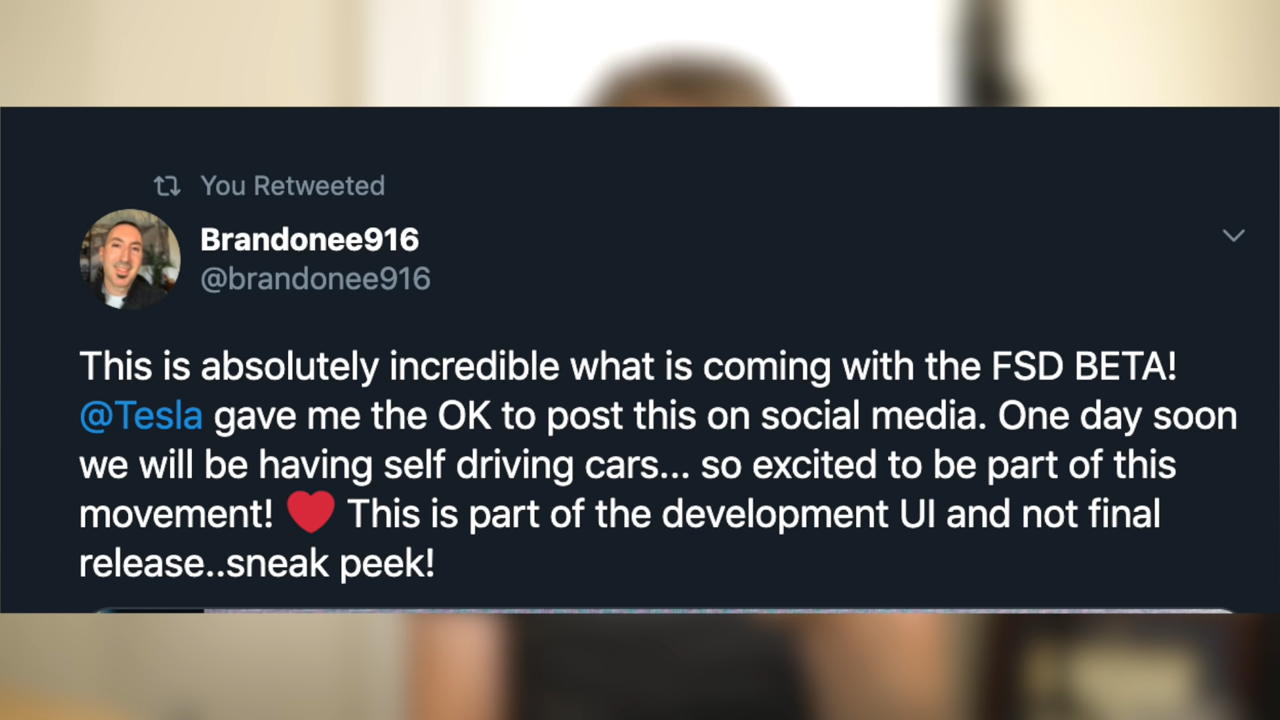 You Retweeted
Brandonee916
@brandonee916
This is absolutely incredible what is coming with the FSD BETA!
@Tesla gave me the OK to post this on social media. One day soon
we will be having self driving cars... so excited to be part of this
movement! ❤️ This is part of the development UI and not final
release..sneak peek!